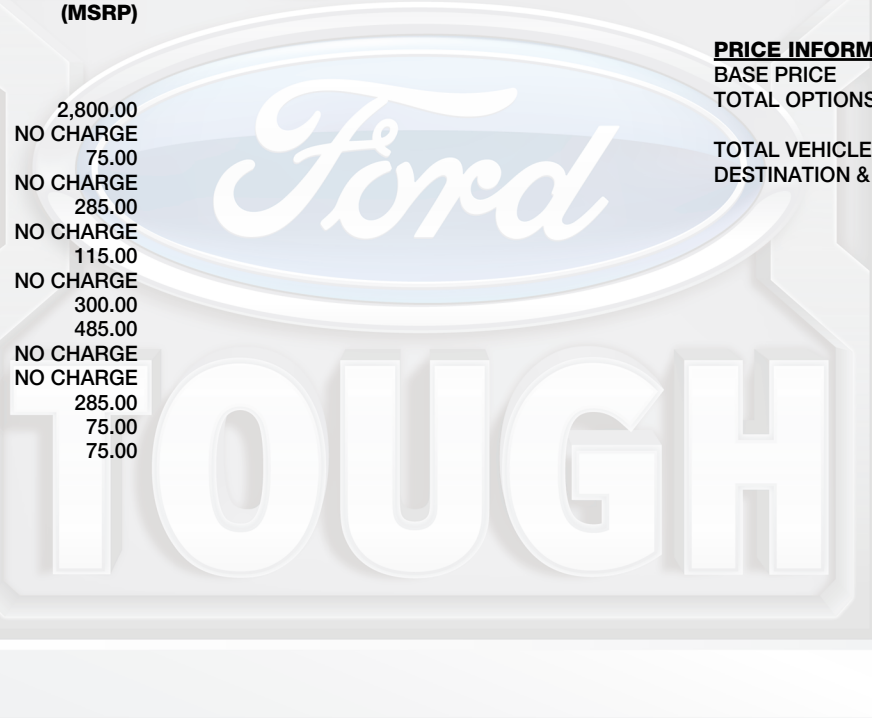 (MSRP)
2,800.00
NO CHARGE
75.00
NO CHARGE
285.00
NO CHARGE
115.00
NO CHARGE
300.00
485.00
NO CHARGE
NO CHARGE
285.00
75.00
75.00
PRICE INFORM
BASE PRICE
TOTAL OPTIONS
TOTAL VEHICLE
DESTINATION &
Ford
TOUGH